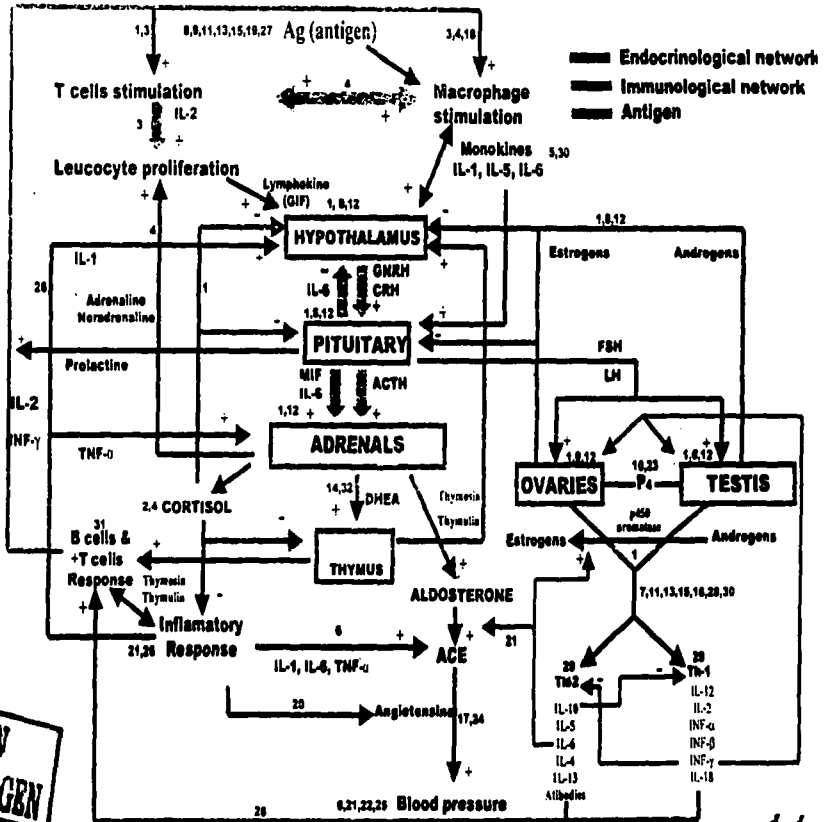 1,3
8,9,11,13,15,19,27
Ag (antigen)
3,4,18
Endocrinological network
Immunological network
Antigen
T cells stimulation
IL-2
3
4
Macrophage
stimulation
Monokines
5,30
IL-1, IL-5, IL-6
Leucocyte proliferation
Lymphokine
(GIF)
1, 8,12
HYPOTHALAMUS
1,8,12
Estrogens
Androgens
IL-1
26
4
1
Adrenaline
Noradrenaline
IL-6
GNRH
CRH
1,8,12
PITUITARY
Prolactine
FSH
LH
MIF
IL-6
ACTH
IL-2
INF-γ
TNF-α
1,12
ADRENALS
1,8,12
OVARIES
18,23
P4
1,8,12
TESTIS
2,4 CORTISOL
14,32
DHEA
Thymosin
Thymulin
p450
aromatase
Estrogens
Androgens
1
31
B cells &
+T cells
Response
Thymosin
Thymulin
THYMUS
ALDOSTERONE
7,11,13,15,16,28,30
Inflamatory
Response
21,26
6
IL-1, IL-6, TNF-α
ACE
21
20
Angiotensine
17,24
29
TH-2
IL-10
IL-5
IL-6
IL-4
IL-13
Atibodies
29
Th-1
IL-12
IL-2
INF-α
INF-β
INF-γ
IL-18
26
6,21,22,25
Blood pressure
GEN